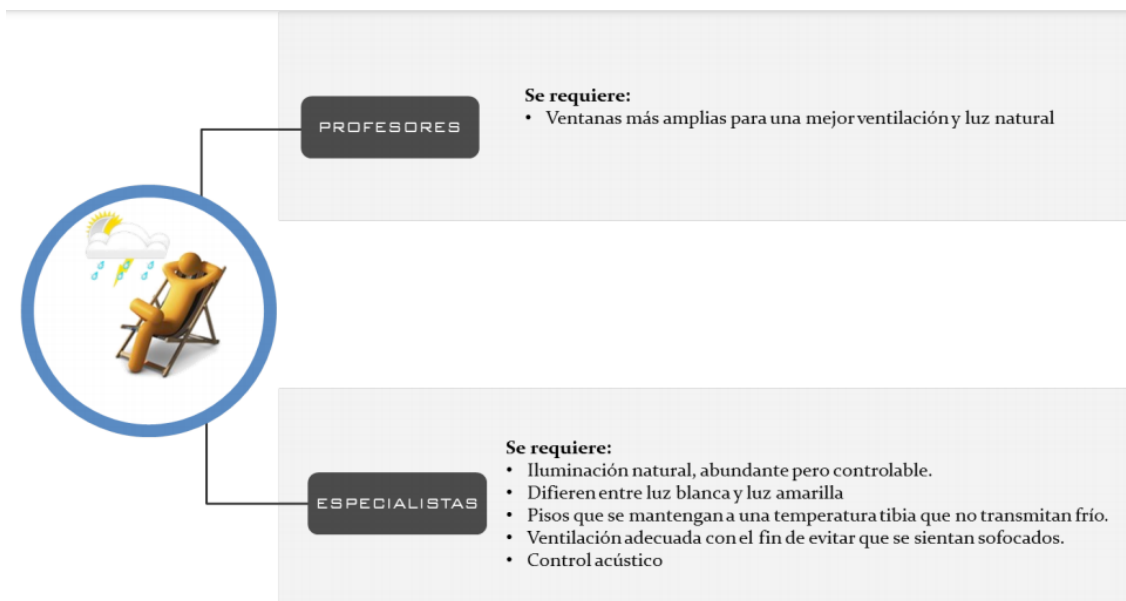 PROFESORES
Se requiere:
• Ventanas más amplias para una mejor ventilación y luz natural
ESPECIALISTAS
Se requiere:
• Iluminación natural, abundante pero controlable.
• Difieren entre luz blanca y luz amarilla
• Pisos que se mantengan a una temperatura tibia que no transmitan frío.
• Ventilación adecuada con el fin de evitar que se sientan sofocados.
• Control acústico